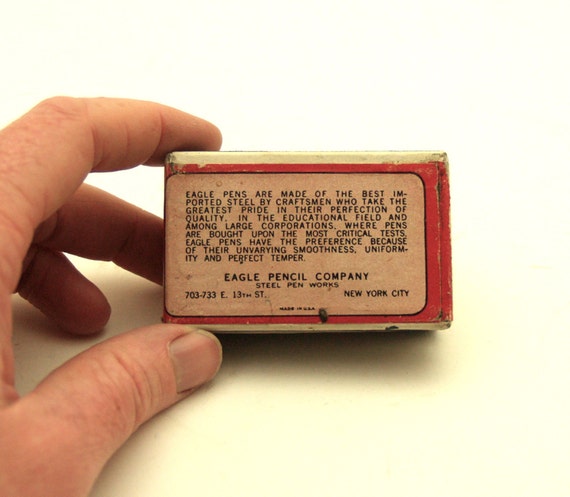 EAGLE PENS ARE MADE OF THE BEST IM-
PORTED STEEL BY CRAFTSMEN WHO TAKE THE
GREATEST PRIDE IN THEIR PERFECTION OF
QUALITY. IN THE EDUCATIONAL FIELD AND
AMONG LARGE CORPORATIONS, WHERE PENS
ARE BOUGHT UPON THE MOST CRITICAL TESTS,
EAGLE PENS HAVE THE PREFERENCE BECAUSE
OF THEIR UNVARYING SMOOTHNESS, UNIFORM-
ITY AND PERFECT TEMPER.
EAGLE PENCIL COMPANY
STEEL PEN WORKS
703-733 E. 13TH ST. NEW YORK CITY
MADE IN U.S.A.